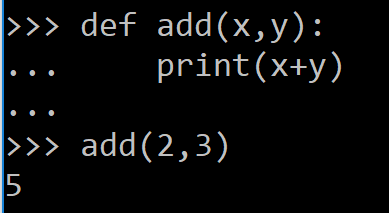 >>> def add(x,y):
...     print(x+y)
...
>>> add(2,3)
5